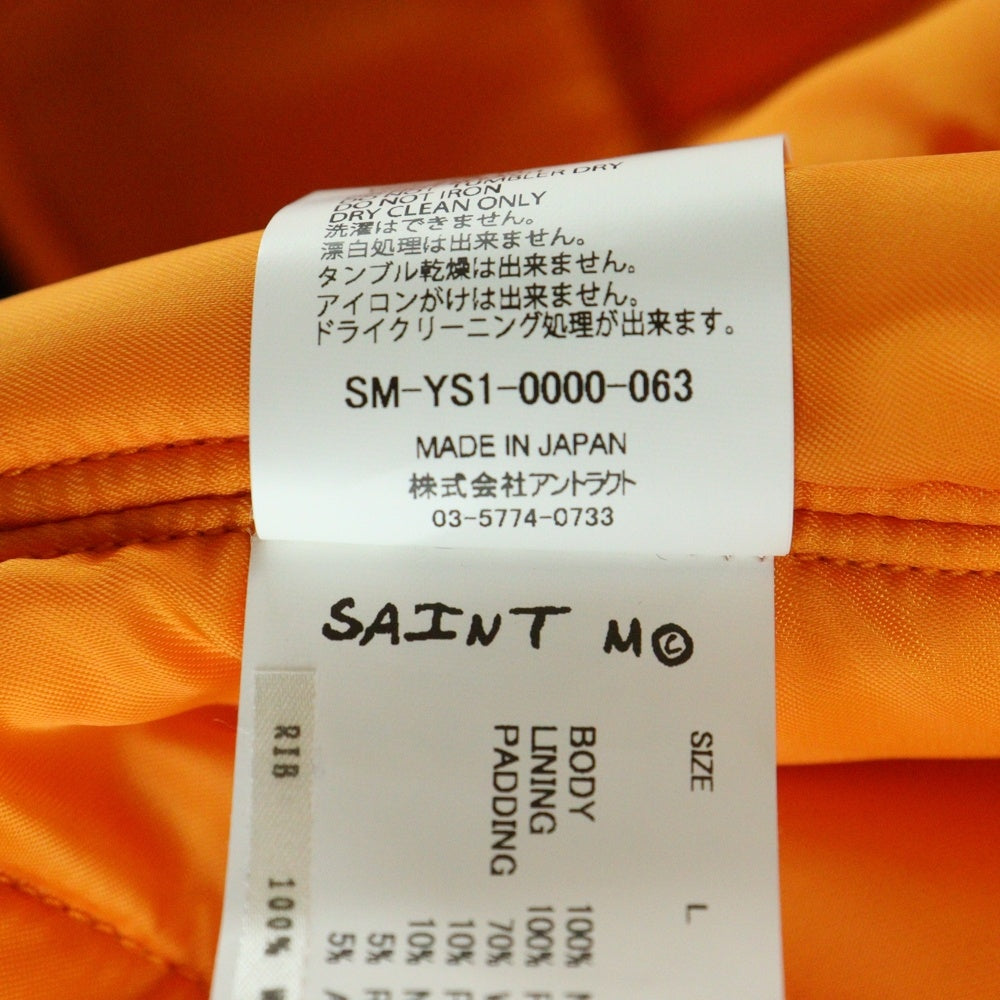 TUMBLER DRY
DO NOT IRON
DRY CLEAN ONLY
洗濯はできません。
漂白処理は出来ません。
タンブル乾燥は出来ません。
アイロンがけは出来ません。
ドライクリーニング処理が出来ます。
SM-YS1-0000-063
MADE IN JAPAN
株式会社アントラクト
03-5774-0733
SAINT M©
SIZE L
BODY 100%
LINING 100%
PADDING 70%
10%
10%
5%
5%
RIB 100%